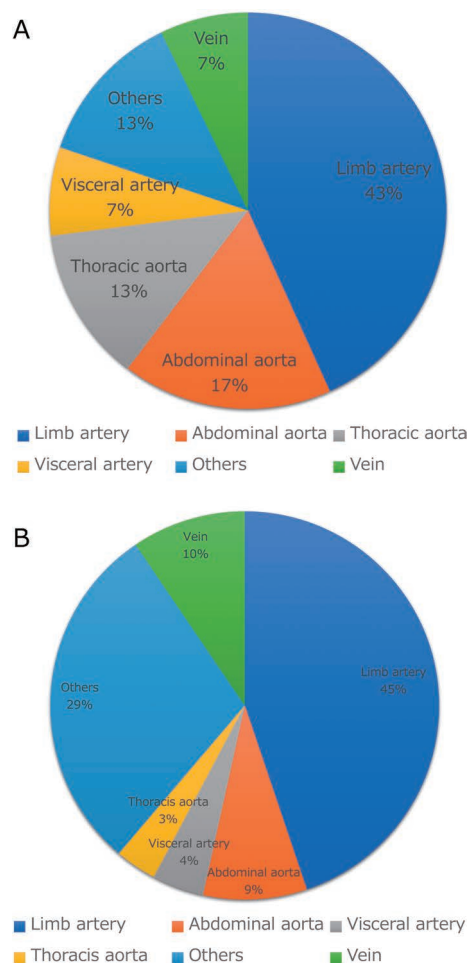 A
Vein
7%
Others
13%
Limb artery
43%
Visceral artery
7%
Thoracic aorta
13%
Abdominal aorta
17%
Limb artery Abdominal aorta Thoracic aorta
Visceral artery Others Vein
B
Vein
10%
Limb artery
45%
Others
29%
Thoracis aorta
3%
Visceral artery
4%
Abdominal aorta
9%
Limb artery Abdominal aorta Visceral artery
Thoracis aorta Others Vein